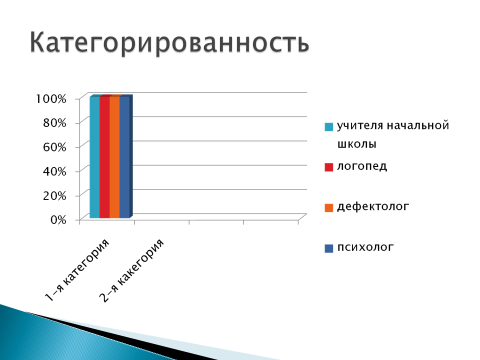 Категорированность
100%
80%
60%
40%
20%
0%
1-я категория
2-я какегория
учителя начальной
школы
логопед
дефектолог
психолог